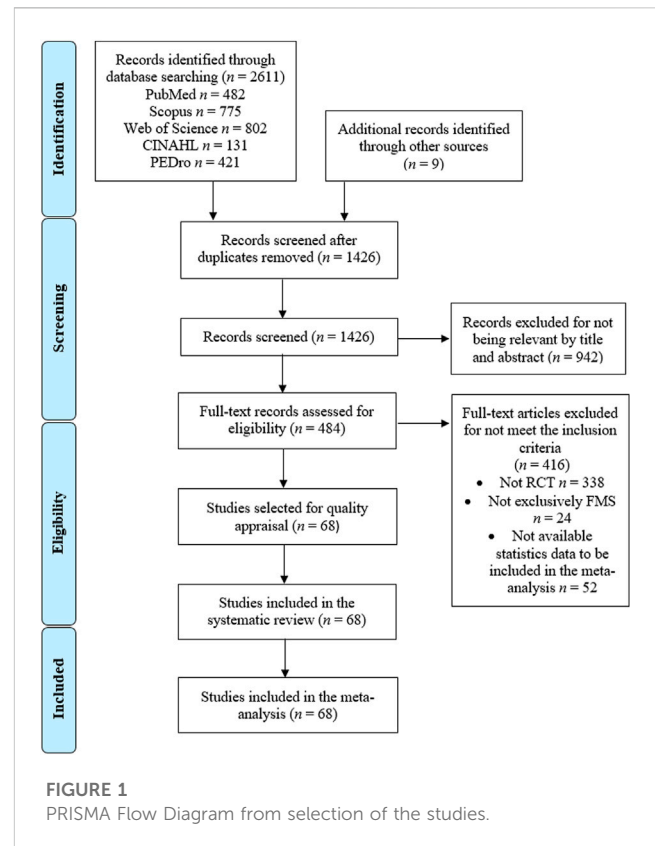 Identification
Records identified through
database searching (n = 2611)
PubMed n = 482
Scopus n = 775
Web of Science n = 802
CINAHL n = 131
PEDro n = 421
Additional records identified
through other sources
(n = 9)
Screening
Records screened after
duplicates removed (n = 1426)
Records screened (n = 1426)
Records excluded for not
being relevant by title
and abstract (n = 942)
Eligibility
Full-text records assessed for
eligibility (n = 484)
Full-text articles excluded
for not meet the inclusion
criteria
(n = 416)
• Not RCT n = 338
• Not exclusively FMS
n = 24
• Not available
statistics data to be
included in the meta-
analysis n = 52
Studies selected for quality
appraisal (n = 68)
Studies included in the
systematic review (n = 68)
Included
Studies included in the meta-
analysis (n = 68)
FIGURE 1
PRISMA Flow Diagram from selection of the studies.